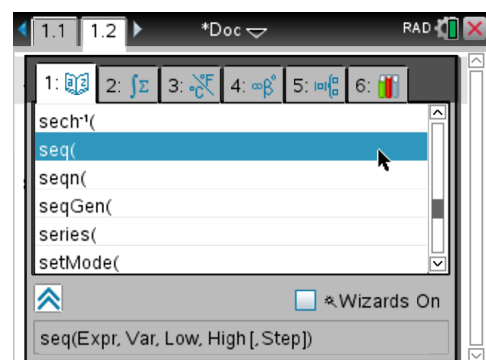 1.1 1.2 *Doc RAD
1: 2: ∫Σ 3: °F °C 4: ∞β° 5: 6:
sech⁻¹(
seq(
seqn(
seqGen(
series(
setMode(
Wizards On
seq(Expr, Var, Low, High[,Step])